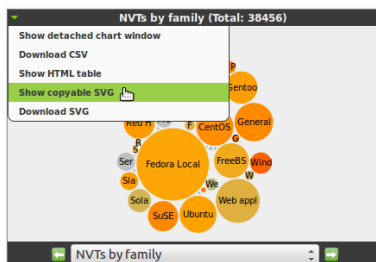 NVTs by family (Total: 38456)
Show detached chart window
Download CSV
Show HTML table
Show copyable SVG
Download SVG
P
Gentoo
Red H
F
CentOS
General
R
S
G
Ser
Fedora Local
FreeBS
Wind
W
Sla
We
Sola
Web appl
SuSE
Ubuntu
NVTs by family